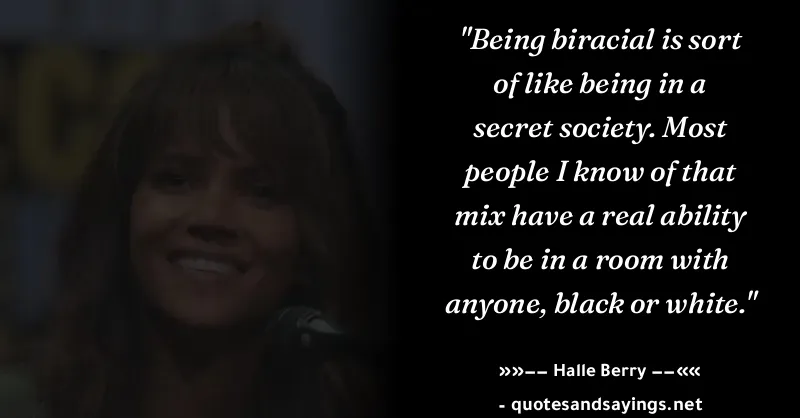 "Being biracial is sort
of like being in a
secret society. Most
people I know of that
mix have a real ability
to be in a room with
anyone, black or white."
»»–– Halle Berry ––««
- quotesandsayings.net